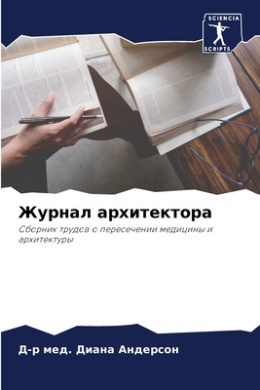 SCIENCIA
SCRIPTS
Журнал архитектора
Сборник трудов о пересечении медицины и
архитектуры
Д-р мед. Диана Андерсон